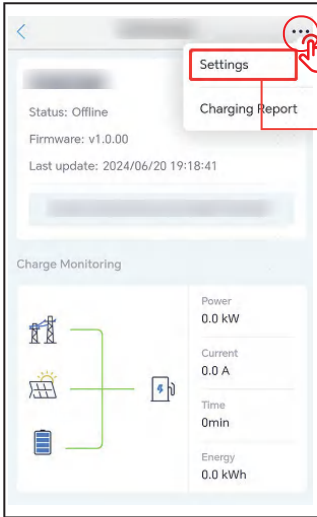 Settings
Charging Report
Status: Offline
Firmware: v1.0.00
Last update: 2024/06/20 19:18:41
Charge Monitoring
Power
0.0 kW
Current
0.0 A
Time
0min
Energy
0.0 kWh